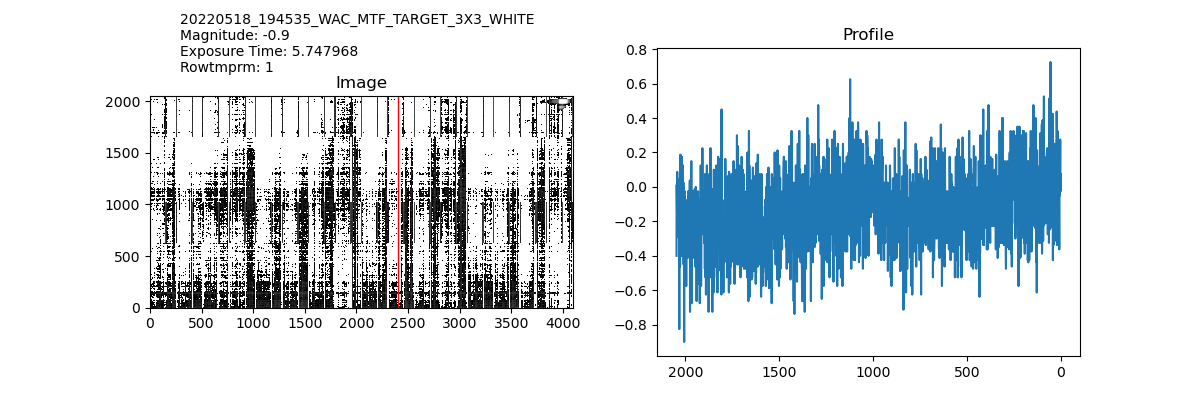 20220518_194535_WAC_MTF_TARGET_3X3_WHITE
Magnitude: -0.9
Exposure Time: 5.747968
Rowtmprm: 1
Image
2000
1500
1000
500
0
0 500 1000 1500 2000 2500 3000 3500 4000
Profile
0.8
0.6
0.4
0.2
0.0
−0.2
−0.4
−0.6
−0.8
2000 1500 1000 500 0